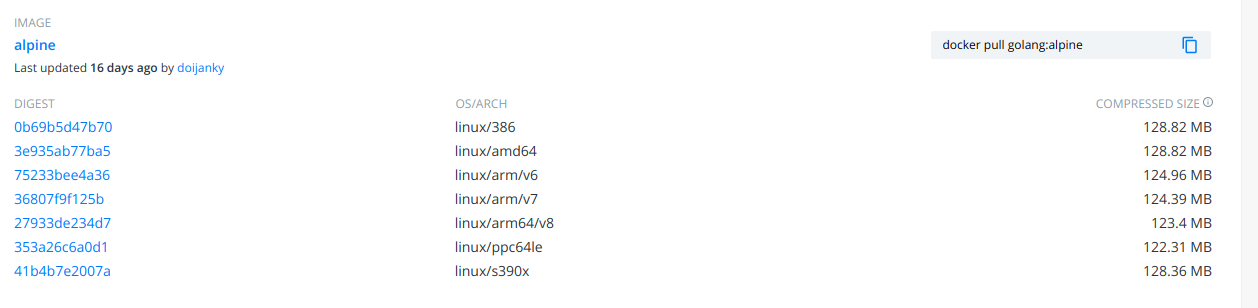 IMAGE
alpine
docker pull golang:alpine
Last updated 16 days ago by doijanky
DIGEST OS/ARCH COMPRESSED SIZE
0b69b5d47b70 linux/386 128.82 MB
3e935ab77ba5 linux/amd64 128.82 MB
75233bee4a36 linux/arm/v6 124.96 MB
36807f9f125b linux/arm/v7 124.39 MB
27933de234d7 linux/arm64/v8 123.4 MB
353a26c6a0d1 linux/ppc64le 122.31 MB
41b4b7e2007a linux/s390x 128.36 MB